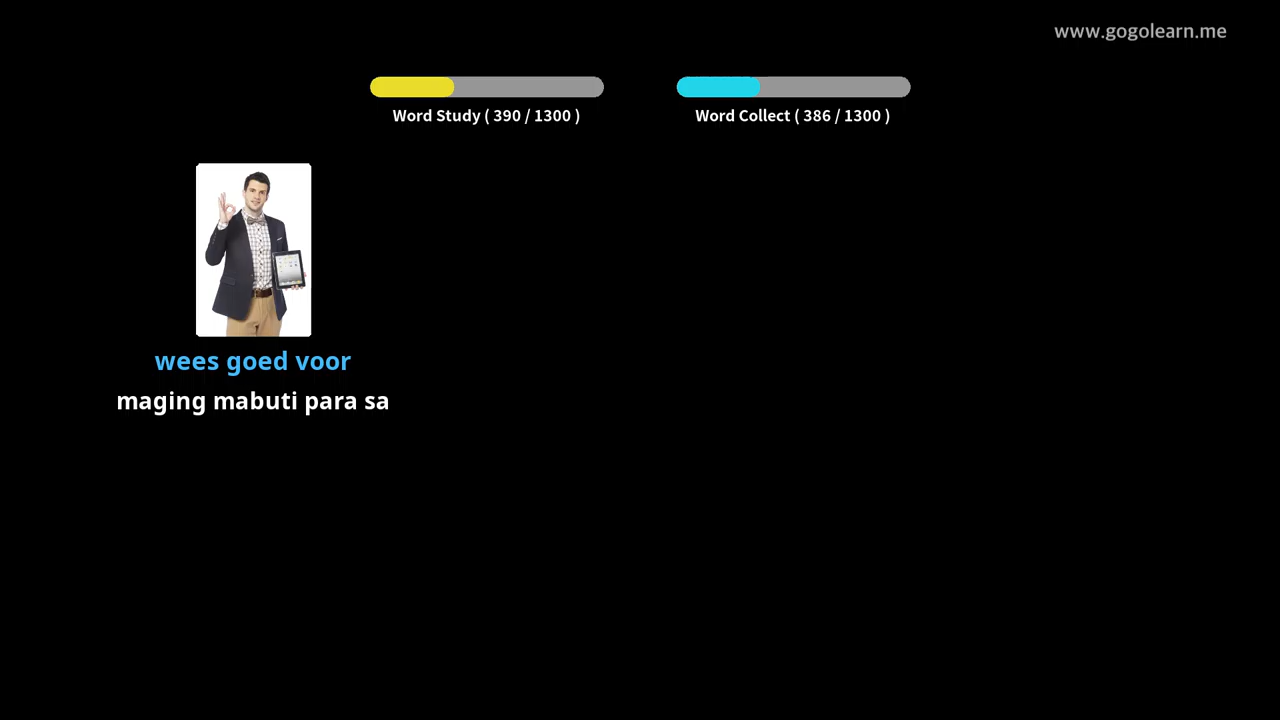 www.gogolearn.me
Word Study ( 390 / 1300 )
Word Collect ( 386 / 1300 )
wees goed voor
maging mabuti para sa